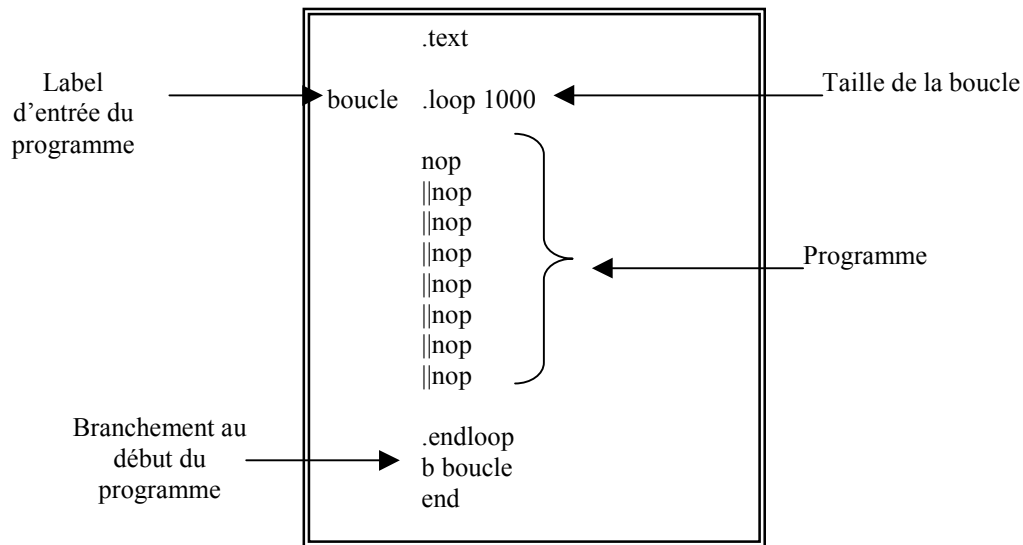 .text
Label
d'entrée du
programme
boucle .loop 1000
Taille de la boucle
nop
||nop
||nop
||nop
||nop
||nop
||nop
||nop
Programme
Branchement au
début du
programme
.endloop
b boucle
end